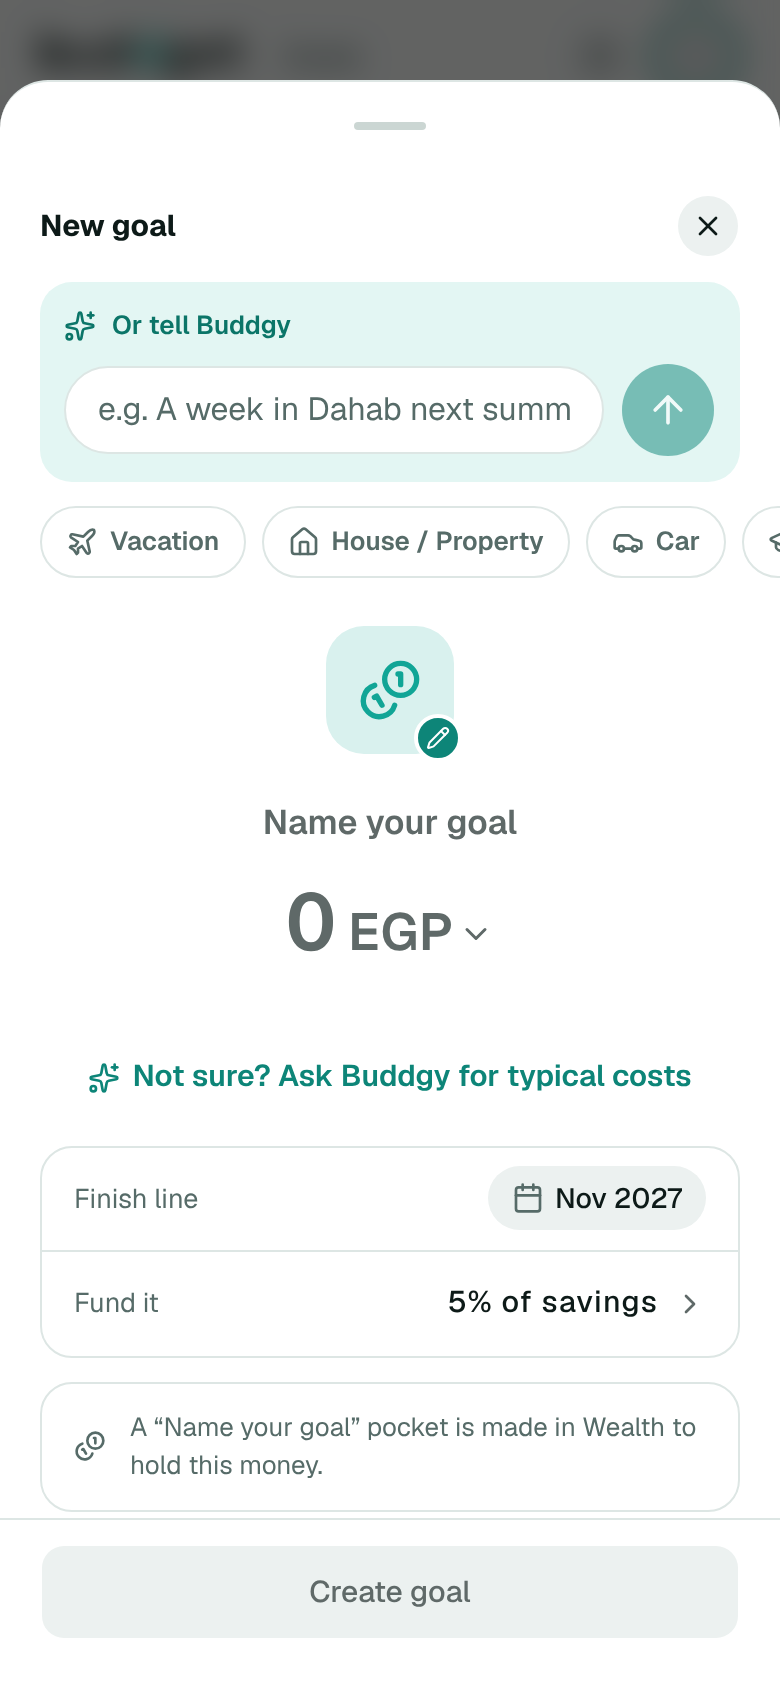 New goal
Or tell Buddgy
e.g. A week in Dahab next summ
Vacation
House / Property
Car
Name your goal
0 EGP
Not sure? Ask Buddgy for typical costs
Finish line
Nov 2027
Fund it
5% of savings
A “Name your goal” pocket is made in Wealth to
hold this money.
Create goal